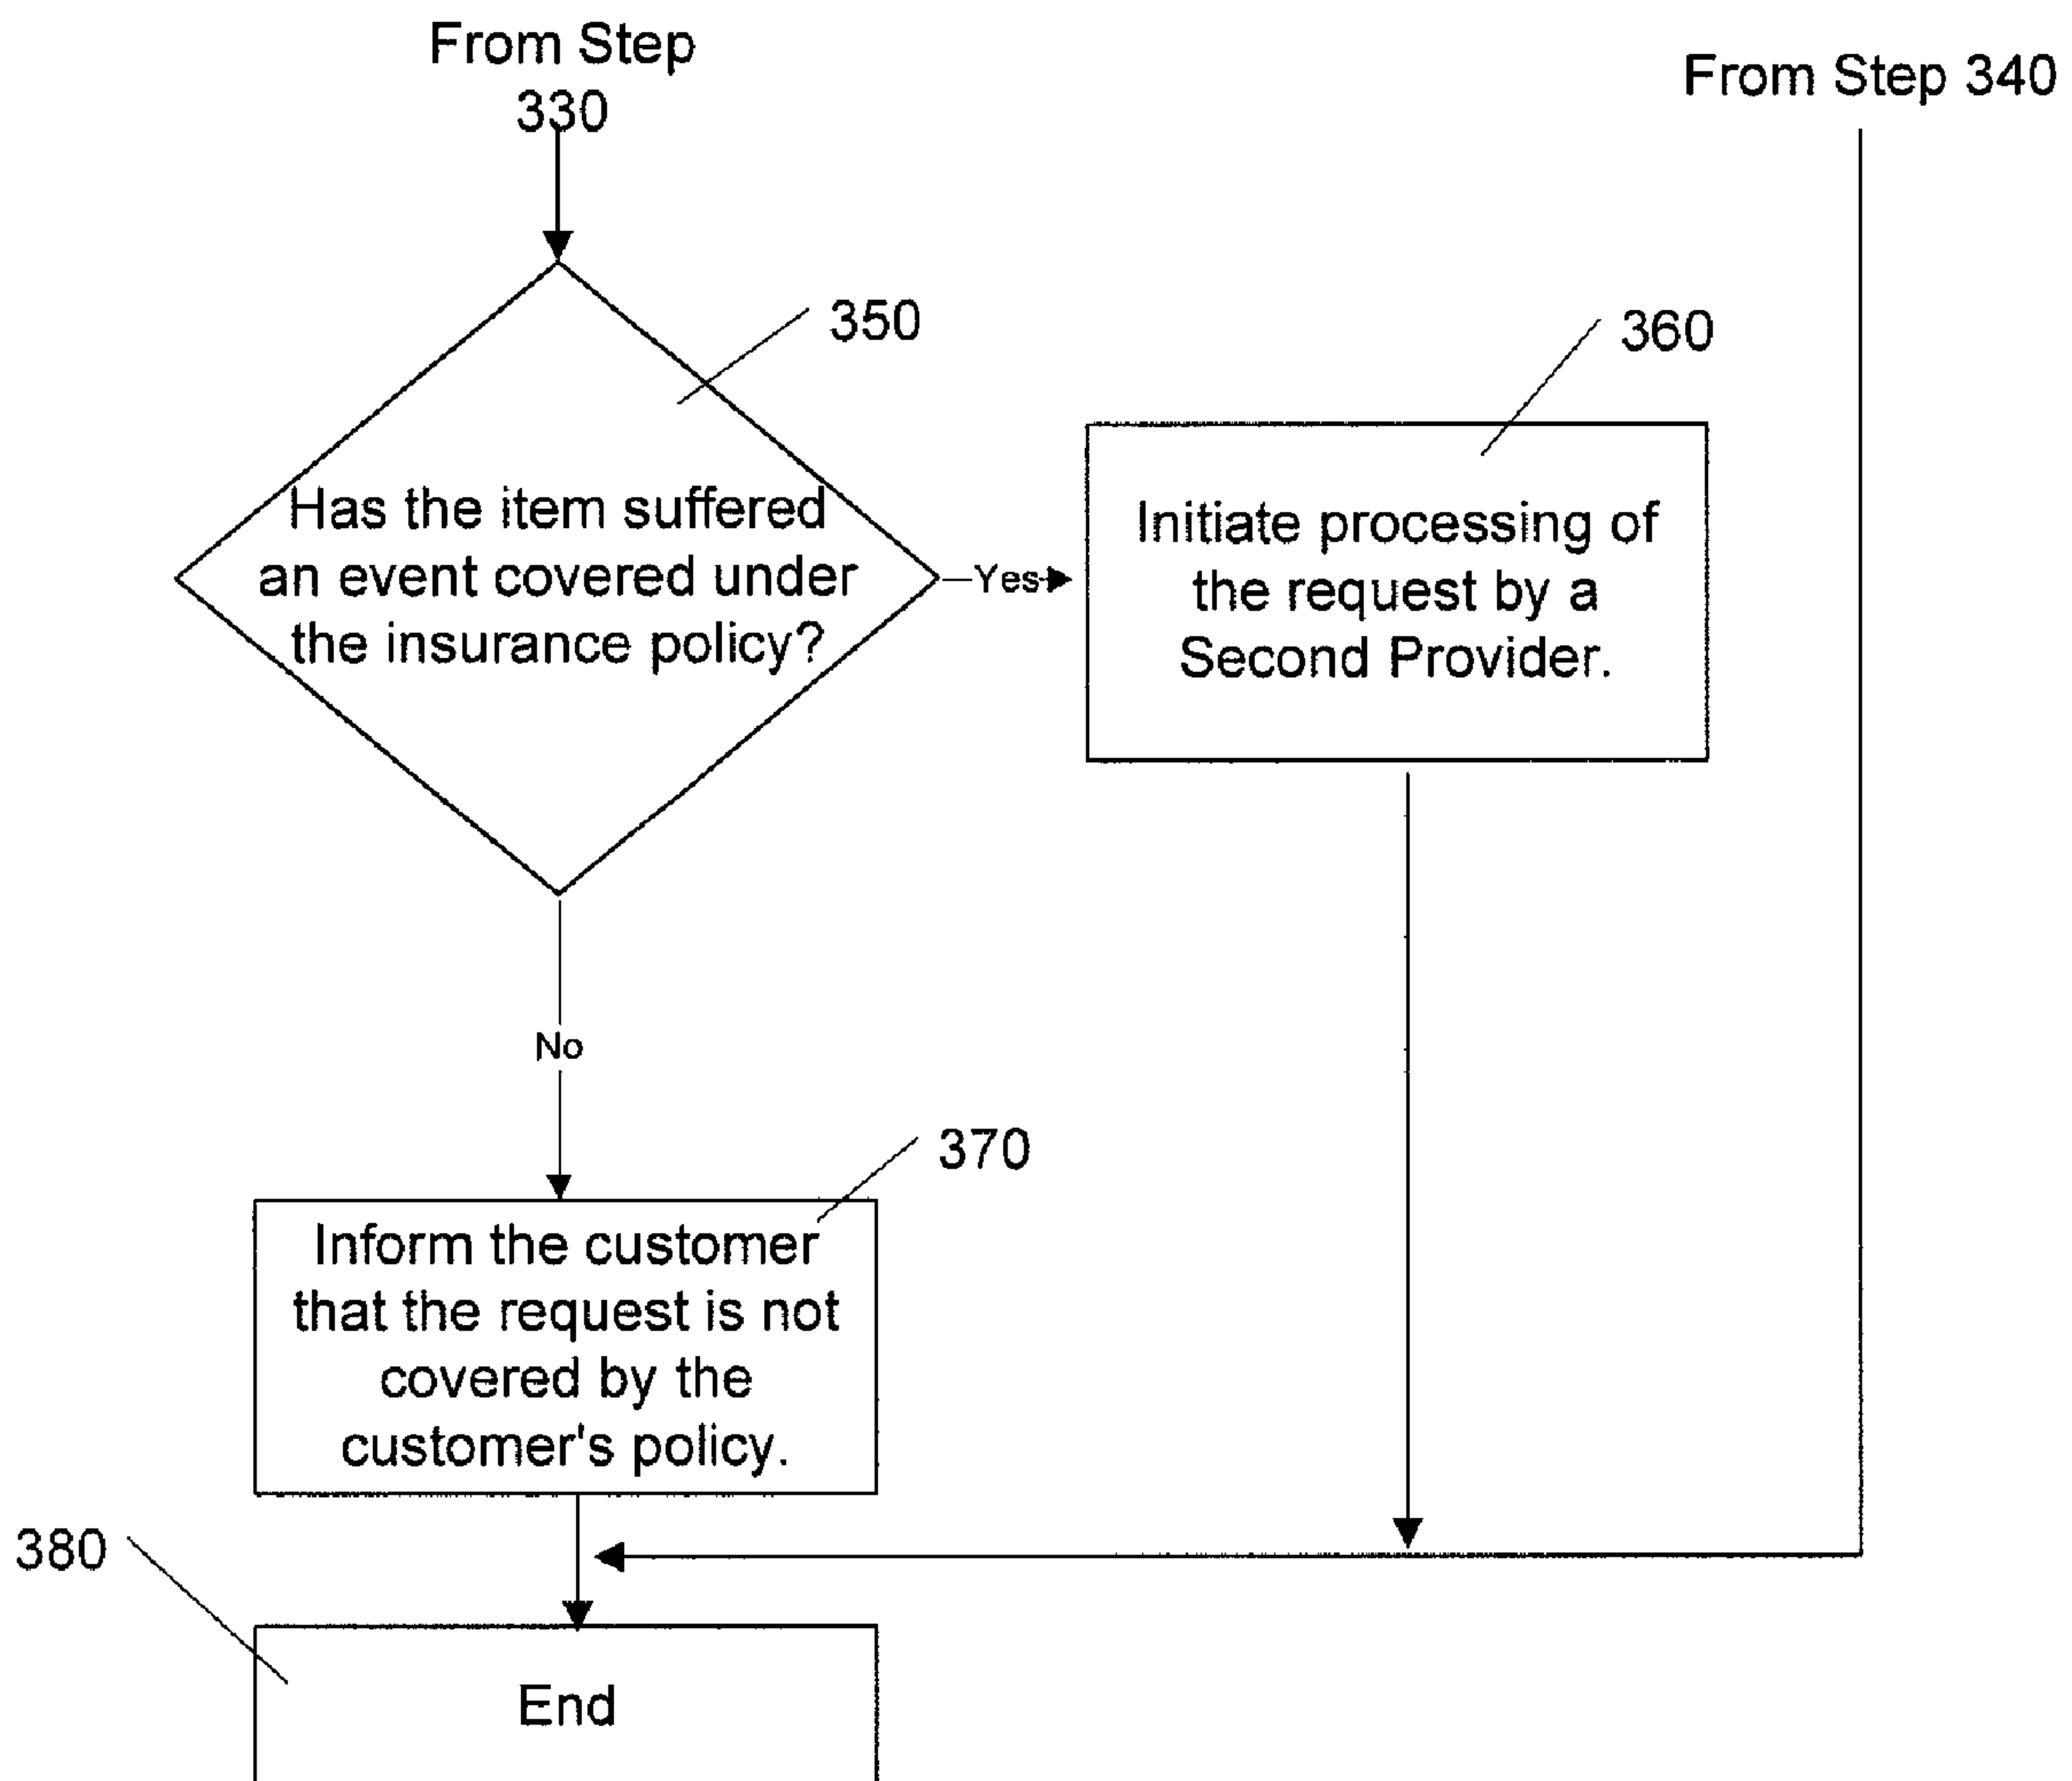 From Step
330
From Step 340
350
360
Has the item suffered
an event covered under
the insurance policy?
Yes
Initiate processing of
the request by a
Second Provider.
No
370
Inform the customer
that the request is not
covered by the
customer's policy.
380
End